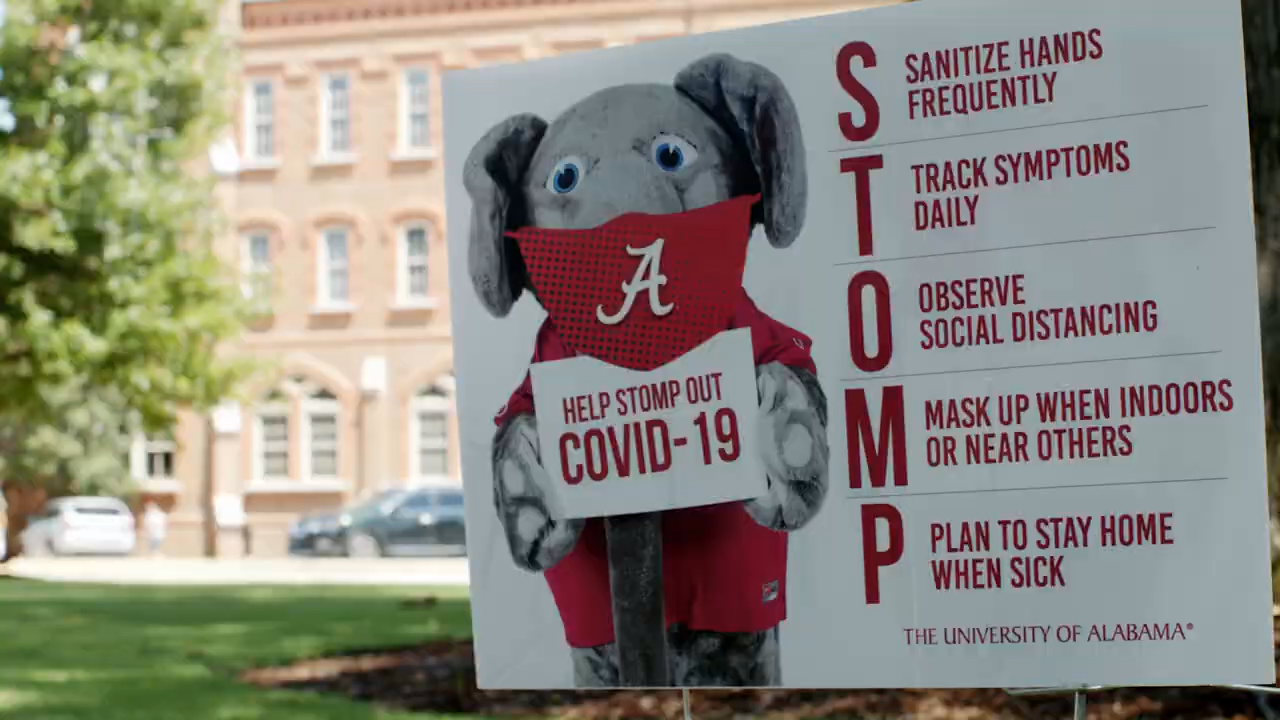 A
HELP STOMP OUT
COVID-19
S
SANITIZE HANDS
FREQUENTLY
T
TRACK SYMPTOMS
DAILY
O
OBSERVE
SOCIAL DISTANCING
M
MASK UP WHEN INDOORS
OR NEAR OTHERS
P
PLAN TO STAY HOME
WHEN SICK
THE UNIVERSITY OF ALABAMA®